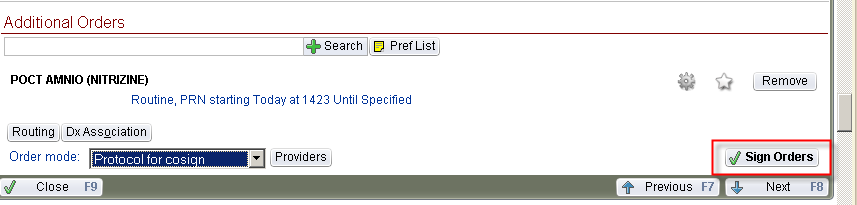 Additional Orders
Search Pref List
POCT AMNIO (NITRIZINE) Remove
Routine, PRN starting Today at 1423 Until Specified
Routing Dx Association
Order mode: Protocol for cosign Providers Sign Orders
Close F9 Previous F7 Next F8